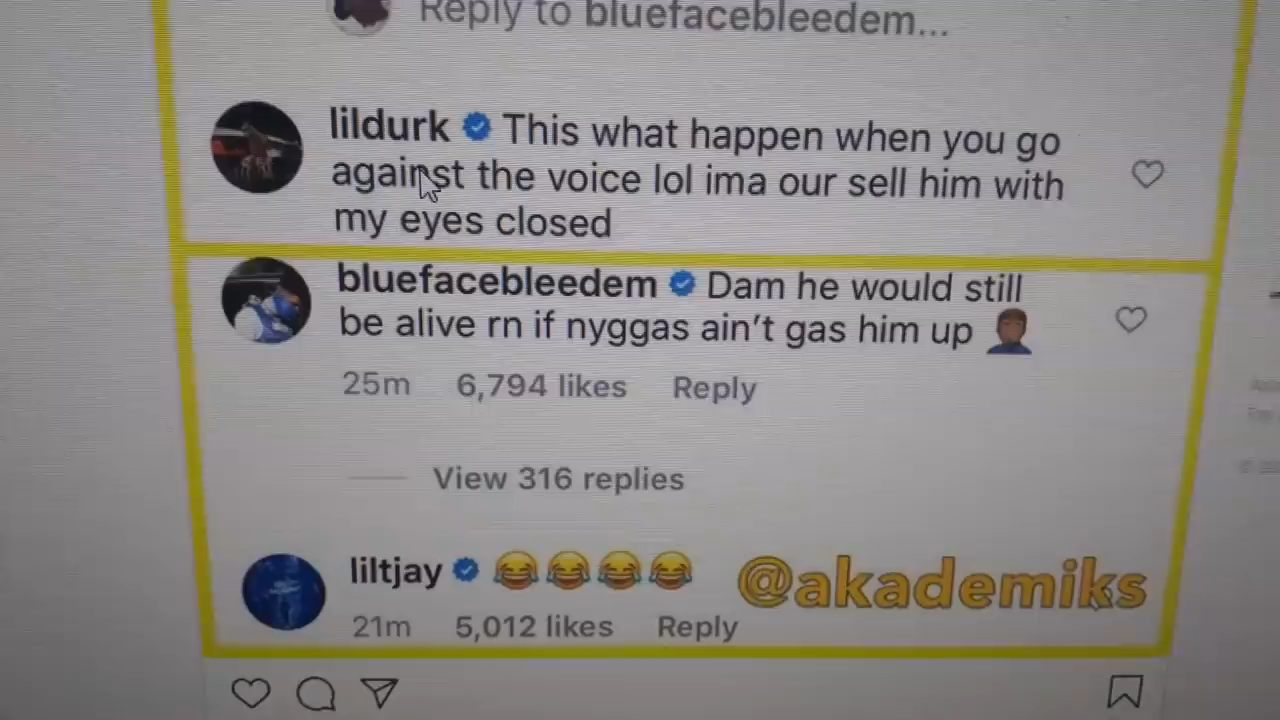 Reply to bluefacebleedem...
lildurk This what happen when you go
against the voice lol ima our sell him with
my eyes closed
bluefacebleedem Dam he would still
be alive rn if nyggas ain't gas him up 🤦🏾‍♂️
25m 6,794 likes Reply
View 316 replies
liltjay 😂😂😂😂
@akademiks
21m 5,012 likes Reply